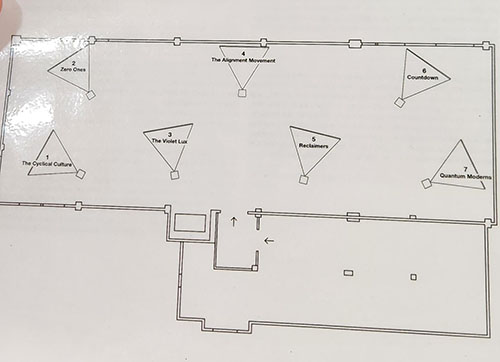 1
The Cyclical Culture
2
Zero Ones
3
The Violet Lux
4
The Alignment Movement
5
Reclaimers
6
Countdown
7
Quantum Moderns